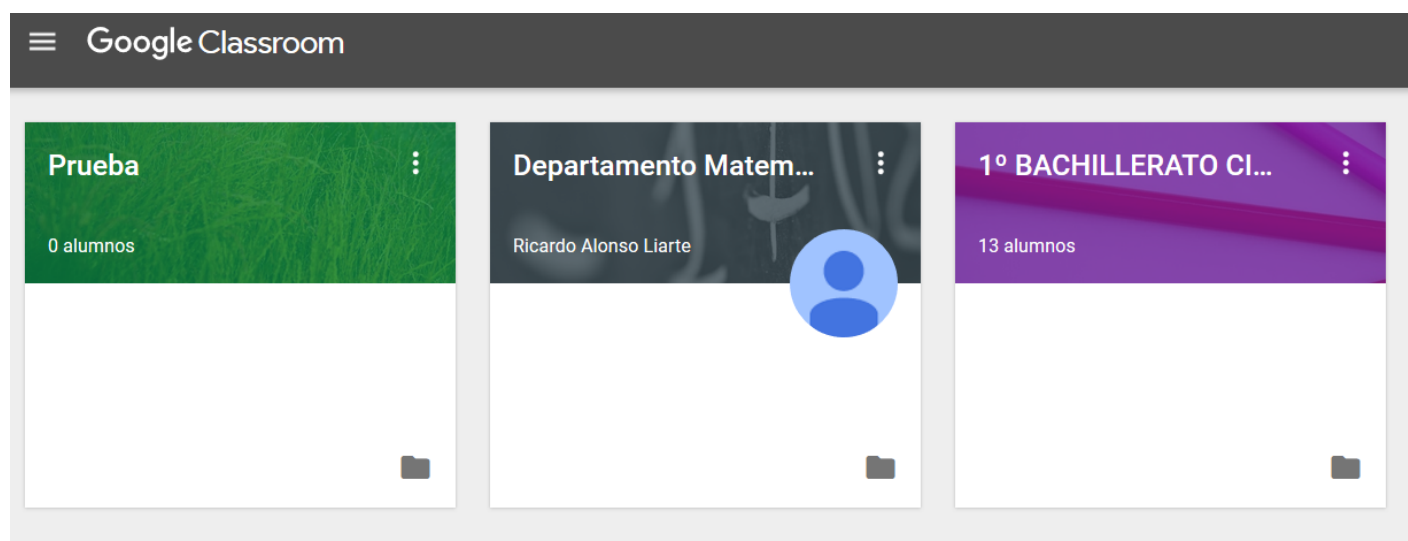 Google Classroom
Prueba
0 alumnos
Departamento Matem...
Ricardo Alonso Liarte
1º BACHILLERATO CI...
13 alumnos